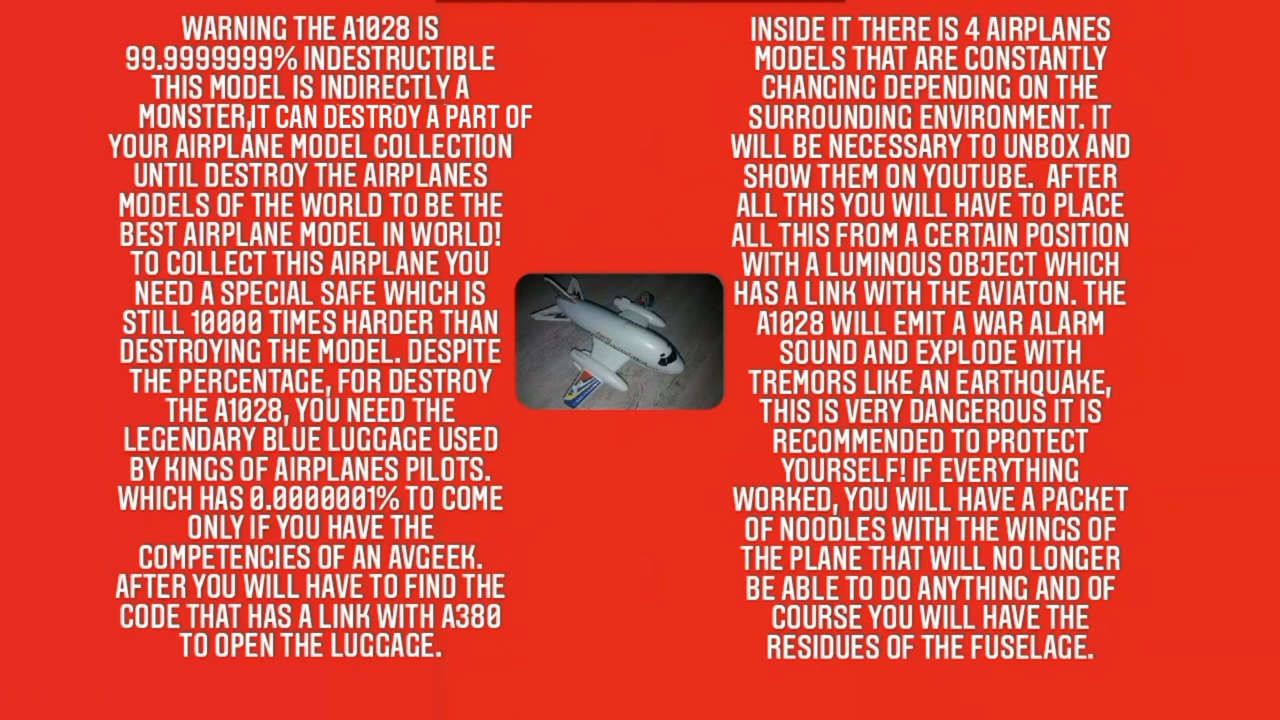 WARNING THE A1028 IS
99.9999999% INDESTRUCTIBLE
THIS MODEL IS INDIRECTLY A
MONSTER,IT CAN DESTROY A PART OF
YOUR AIRPLANE MODEL COLLECTION
UNTIL DESTROY THE AIRPLANES
MODELS OF THE WORLD TO BE THE
BEST AIRPLANE MODEL IN WORLD!
TO COLLECT THIS AIRPLANE YOU
NEED A SPECIAL SAFE WHICH IS
STILL 10000 TIMES HARDER THAN
DESTROYING THE MODEL. DESPITE
THE PERCENTAGE, FOR DESTROY
THE A1028, YOU NEED THE
LEGENDARY BLUE LUGGAGE USED
BY KINGS OF AIRPLANES PILOTS.
WHICH HAS 0.0000001% TO COME
ONLY IF YOU HAVE THE
COMPETENCIES OF AN AVGEEK.
AFTER YOU WILL HAVE TO FIND THE
CODE THAT HAS A LINK WITH A380
TO OPEN THE LUGGAGE.
INSIDE IT THERE IS 4 AIRPLANES
MODELS THAT ARE CONSTANTLY
CHANGING DEPENDING ON THE
SURROUNDING ENVIRONMENT. IT
WILL BE NECESSARY TO UNBOX AND
SHOW THEM ON YOUTUBE. AFTER
ALL THIS YOU WILL HAVE TO PLACE
ALL THIS FROM A CERTAIN POSITION
WITH A LUMINOUS OBJECT WHICH
HAS A LINK WITH THE AVIATON. THE
A1028 WILL EMIT A WAR ALARM
SOUND AND EXPLODE WITH
TREMORS LIKE AN EARTHQUAKE,
THIS IS VERY DANGEROUS IT IS
RECOMMENDED TO PROTECT
YOURSELF! IF EVERYTHING
WORKED, YOU WILL HAVE A PACKET
OF NOODLES WITH THE WINGS OF
THE PLANE THAT WILL NO LONGER
BE ABLE TO DO ANYTHING AND OF
COURSE YOU WILL HAVE THE
RESIDUES OF THE FUSELAGE.